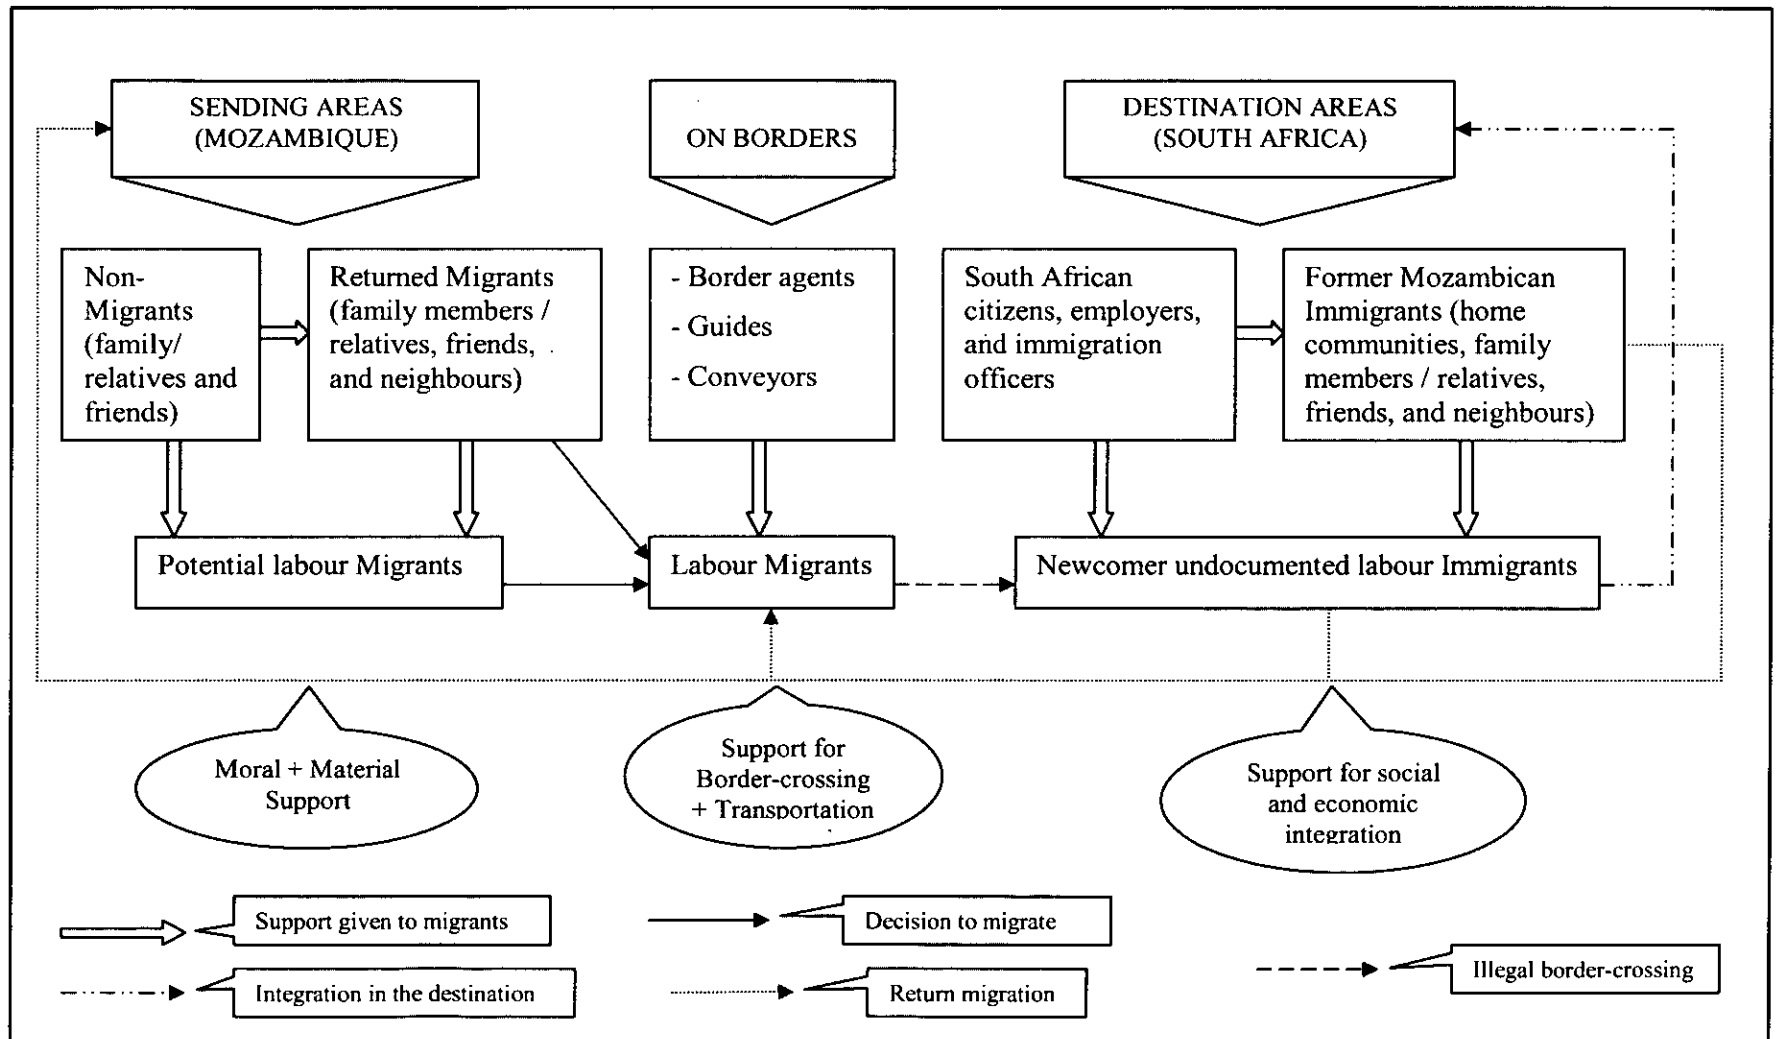 SENDING AREAS
(MOZAMBIQUE)
ON BORDERS
DESTINATION AREAS
(SOUTH AFRICA)
Non-
Migrants
(family/
relatives and
friends)
Returned Migrants
(family members /
relatives, friends,
and neighbours)
- Border agents
- Guides
- Conveyors
South African
citizens, employers,
and immigration
officers
Former Mozambican
Immigrants (home
communities, family
members / relatives,
friends, and neighbours)
Potential labour Migrants
Labour Migrants
Newcomer undocumented labour Immigrants
Moral + Material
Support
Support for
Border-crossing
+ Transportation
Support for social
and economic
integration
Support given to migrants
Decision to migrate
Illegal border-crossing
Integration in the destination
Return migration